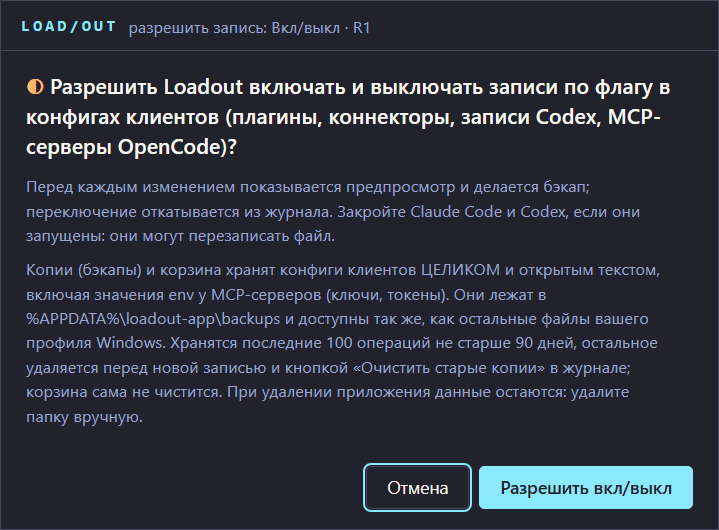 LOAD/OUT разрешить запись: Вкл/выкл · R1
Разрешить Loadout включать и выключать записи по флагу в
конфигах клиентов (плагины, коннекторы, записи Codex, MCP-
серверы OpenCode)?
Перед каждым изменением показывается предпросмотр и делается бэкап;
переключение откатывается из журнала. Закройте Claude Code и Codex, если они
запущены: они могут перезаписать файл.
Копии (бэкапы) и корзина хранят конфиги клиентов ЦЕЛИКОМ и открытым текстом,
включая значения env у MCP-серверов (ключи, токены). Они лежат в
%APPDATA%\loadout-app\backups и доступны так же, как остальные файлы вашего
профиля Windows. Хранятся последние 100 операций не старше 90 дней, остальное
удаляется перед новой записью и кнопкой «Очистить старые копии» в журнале;
корзина сама не чистится. При удалении приложения данные остаются: удалите
папку вручную.
Отмена Разрешить вкл/выкл